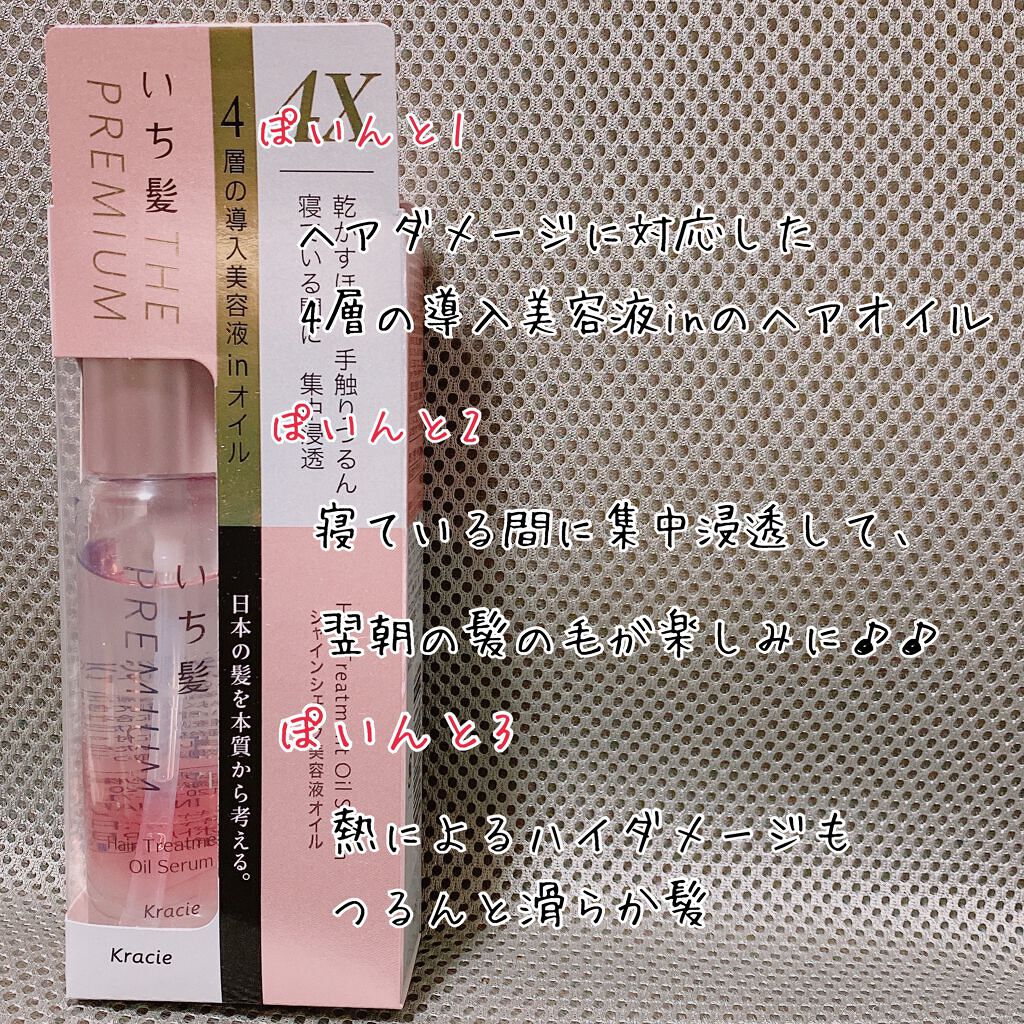 いち髪
THE
PREMIUM
4層の導入美容液inオイル
4X
乾かすほ 手触りつるん
寝ている間に 集中浸透
日本の髪を本質から考える。
Treatment Oil S
シャインシェ 美容液オイル
いち髪
PREMIUM
Hair Treatme
Oil Serum
Kracie
Kracie
ぽいんと1
ヘアダメージに対応した
4層の導入美容液inのヘアオイル
ぽいんと2
寝ている間に集中浸透して、
翌朝の髪の毛が楽しみに♪♪
ぽいんと3
熱によるハイダメージも
つるんと滑らか髪